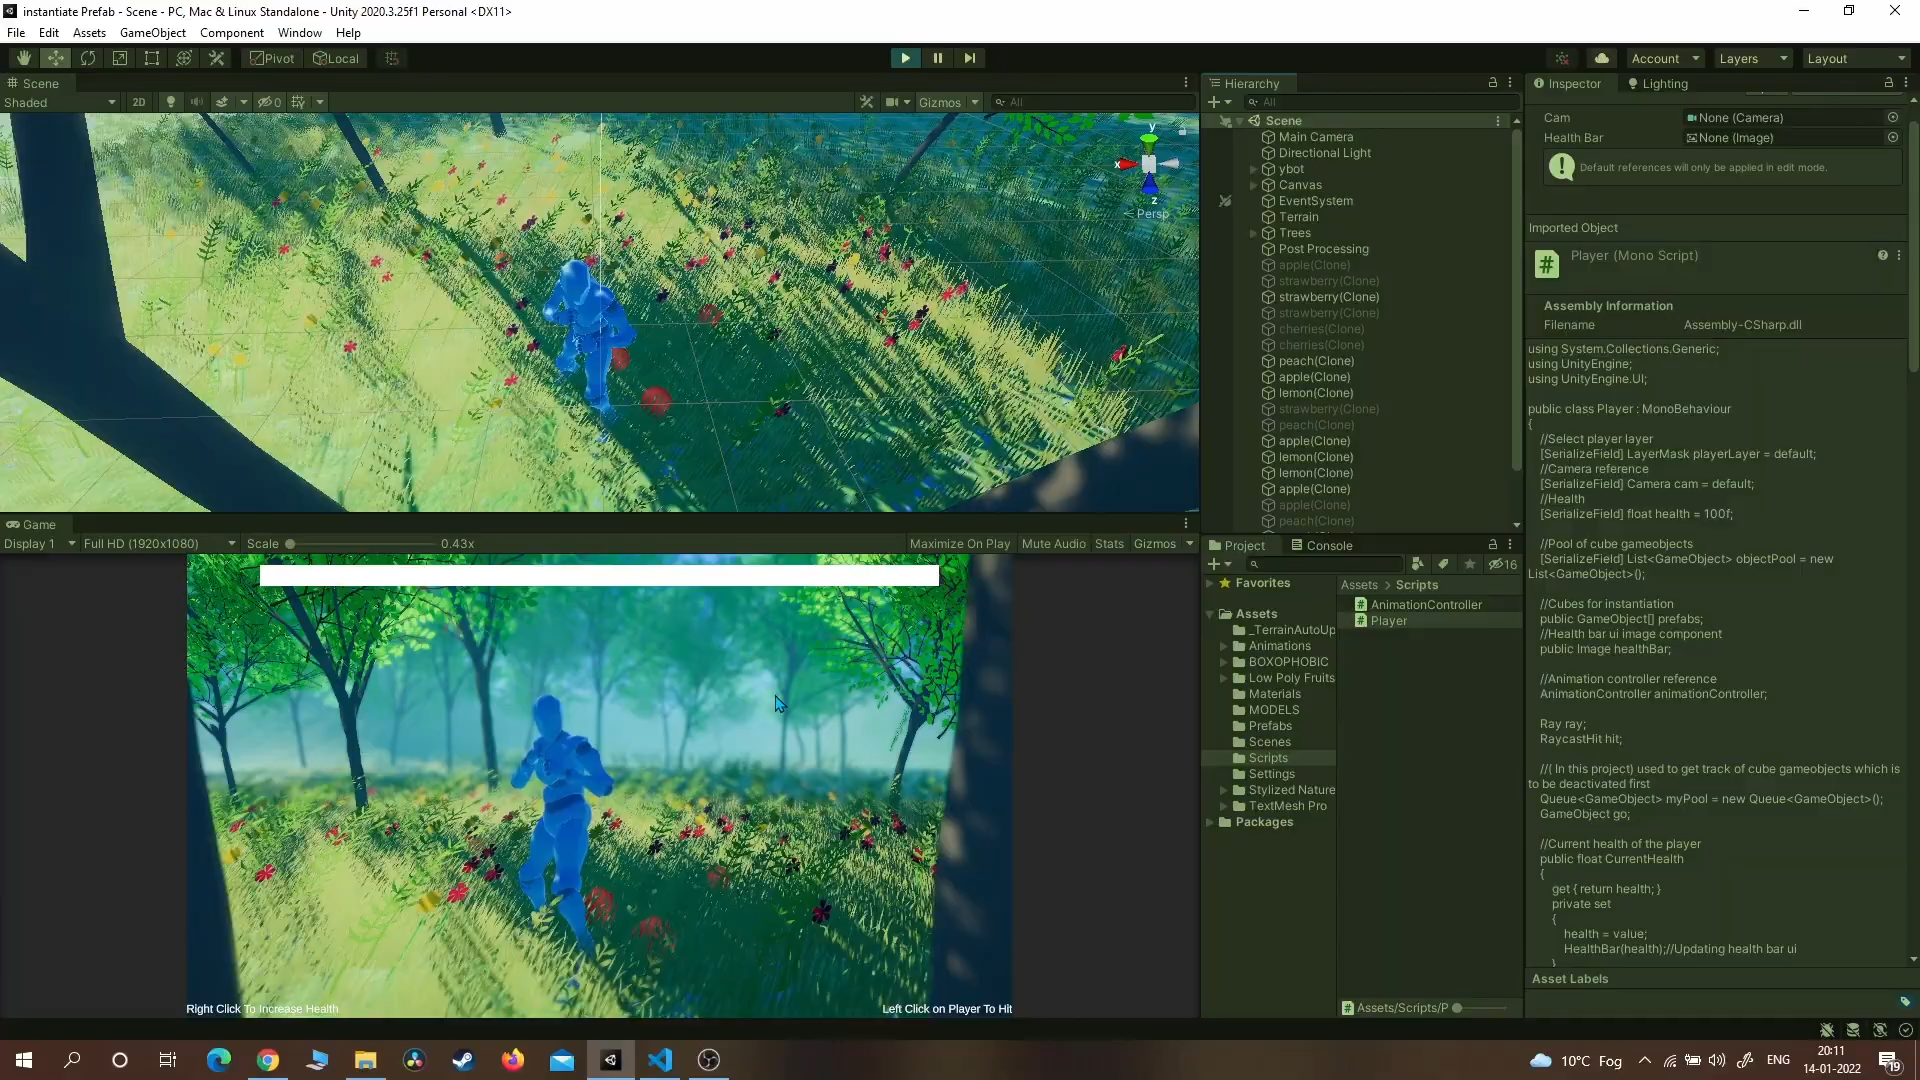 instantiate Prefab - Scene - PC, Mac & Linux Standalone - Unity 2020.3.25f1 Personal <DX11>
File Edit Assets GameObject Component Window Help
Pivot Local Account Layers Layout
Scene
Shaded 2D 0 Gizmos All
y
x
z
Persp
Hierarchy
All
Scene
Main Camera
Directional Light
ybot
Canvas
EventSystem
Terrain
Trees
Post Processing
apple(Clone)
strawberry(Clone)
strawberry(Clone)
strawberry(Clone)
cherries(Clone)
cherries(Clone)
peach(Clone)
apple(Clone)
lemon(Clone)
strawberry(Clone)
peach(Clone)
apple(Clone)
lemon(Clone)
lemon(Clone)
apple(Clone)
apple(Clone)
peach(Clone)
Inspector Lighting
Cam None (Camera)
Health Bar None (Image)
Default references will only be applied in edit mode.
Imported Object
Player (Mono Script)
Assembly Information
Filename Assembly-CSharp.dll
using System.Collections.Generic;
using UnityEngine;
using UnityEngine.UI;
public class Player : MonoBehaviour
{
//Select player layer
[SerializeField] LayerMask playerLayer = default;
//Camera reference
[SerializeField] Camera cam = default;
//Health
[SerializeField] float health = 100f;
//Pool of cube gameobjects
[SerializeField] List<GameObject> objectPool = new
List<GameObject>();
//Cubes for instantiation
public GameObject[] prefabs;
//Health bar ui image component
public Image healthBar;
//Animation controller reference
AnimationController animationController;
Ray ray;
RaycastHit hit;
//( In this project) used to get track of cube gameobjects which is
to be deactivated first
Queue<GameObject> myPool = new Queue<GameObject>();
GameObject go;
//Current health of the player
public float CurrentHealth
{
get { return health; }
private set
{
health = value;
HealthBar(health);//Updating health bar ui
}
Asset Labels
Game
Display 1 Full HD (1920x1080) Scale 0.43x Maximize On Play Mute Audio Stats Gizmos
Right Click To Increase Health
Left Click on Player To Hit
Project Console
16
Favorites
Assets
_TerrainAutoUp
Animations
BOXOPHOBIC
Low Poly Fruits
Materials
MODELS
Prefabs
Scenes
Scripts
Settings
Stylized Nature
TextMesh Pro
Packages
Assets > Scripts
AnimationController
Player
Assets/Scripts/P
10°C Fog
ENG
20:11
14-01-2022
19